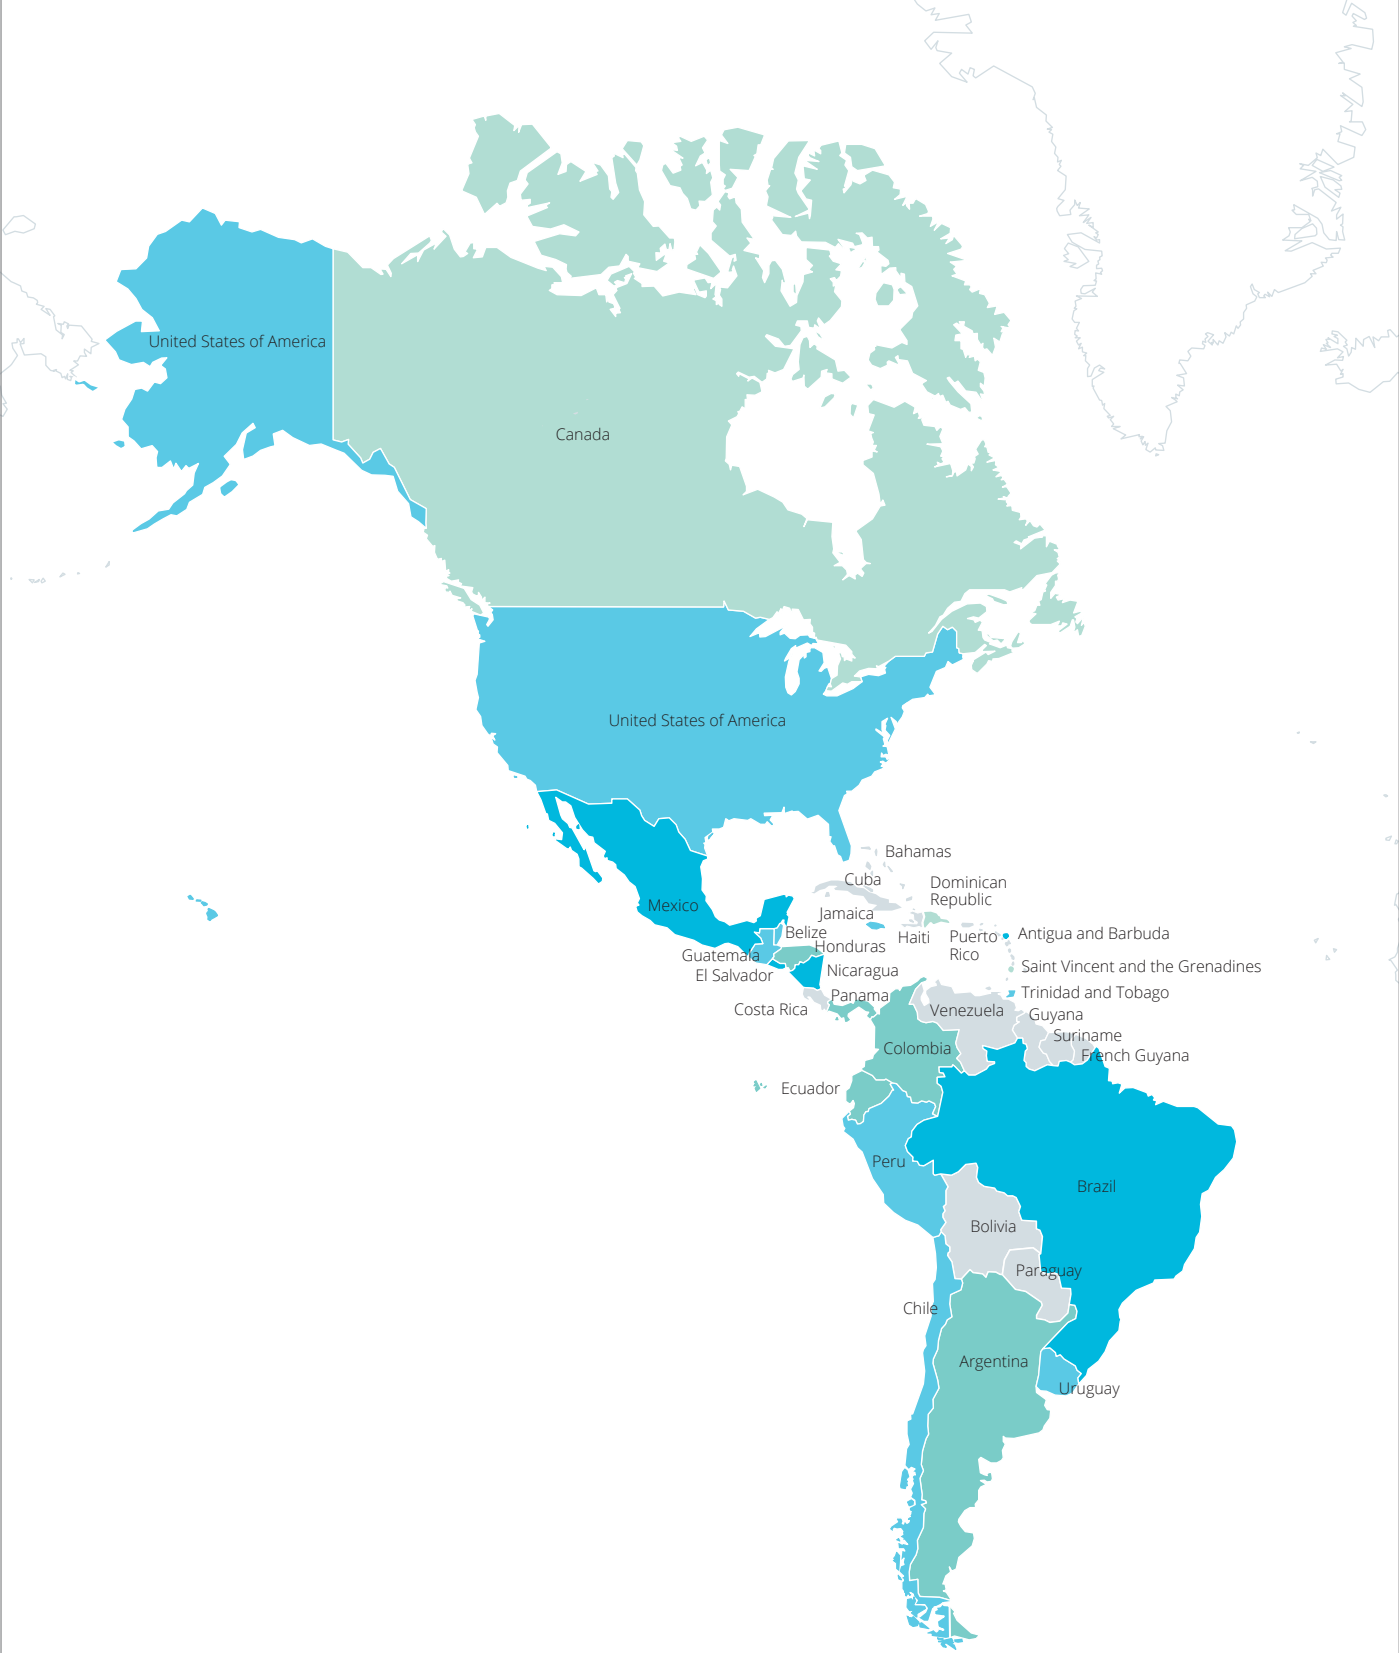 United States of America
Canada
United States of America
Bahamas
Cuba
Dominican
Republic
Mexico
Jamaica
Belize
Haiti
Puerto
Rico
Antigua and Barbuda
Honduras
Guatemala
El Salvador
Nicaragua
Saint Vincent and the Grenadines
Trinidad and Tobago
Panama
Costa Rica
Venezuela
Guyana
Suriname
Colombia
French Guyana
Ecuador
Peru
Brazil
Bolivia
Paraguay
Chile
Argentina
Uruguay